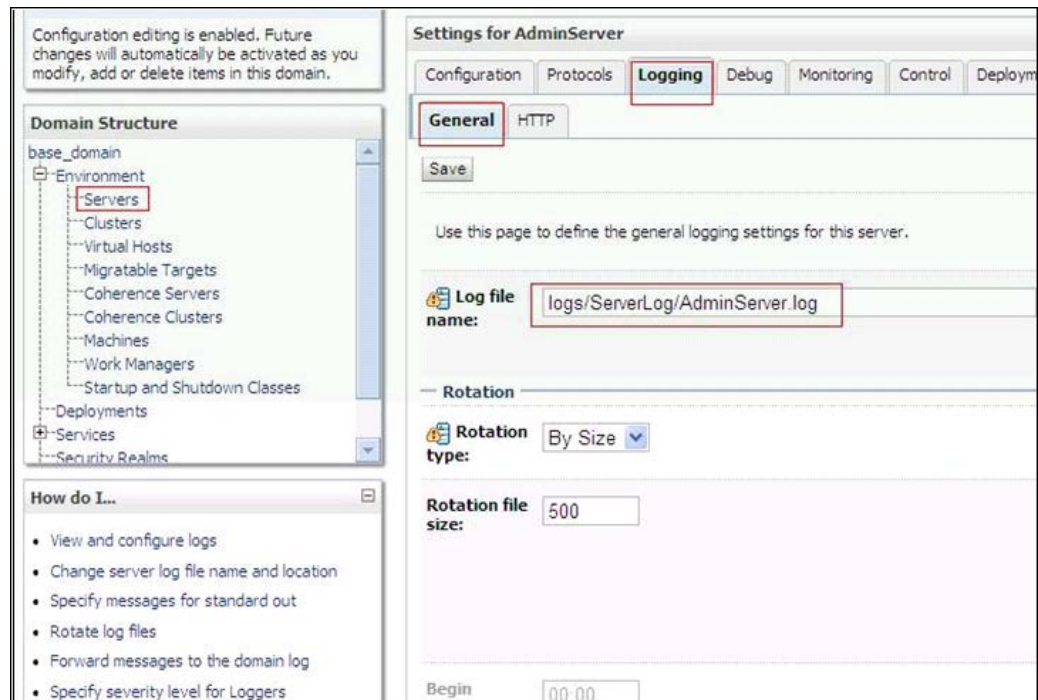 Configuration editing is enabled. Future
changes will automatically be activated as you
modify, add or delete items in this domain.
Domain Structure
base_domain
Environment
Servers
Clusters
Virtual Hosts
Migratable Targets
Coherence Servers
Coherence Clusters
Machines
Work Managers
Startup and Shutdown Classes
Deployments
Services
Security Realms
How do I...
View and configure logs
Change server log file name and location
Specify messages for standard out
Rotate log files
Forward messages to the domain log
Specify severity level for Loggers
Settings for AdminServer
Configuration Protocols Logging Debug Monitoring Control Deploym
General HTTP
Save
Use this page to define the general logging settings for this server.
Log file
name:
logs/ServerLog/AdminServer.log
Rotation
Rotation
type:
By Size
Rotation file
size:
500
Begin
00:00